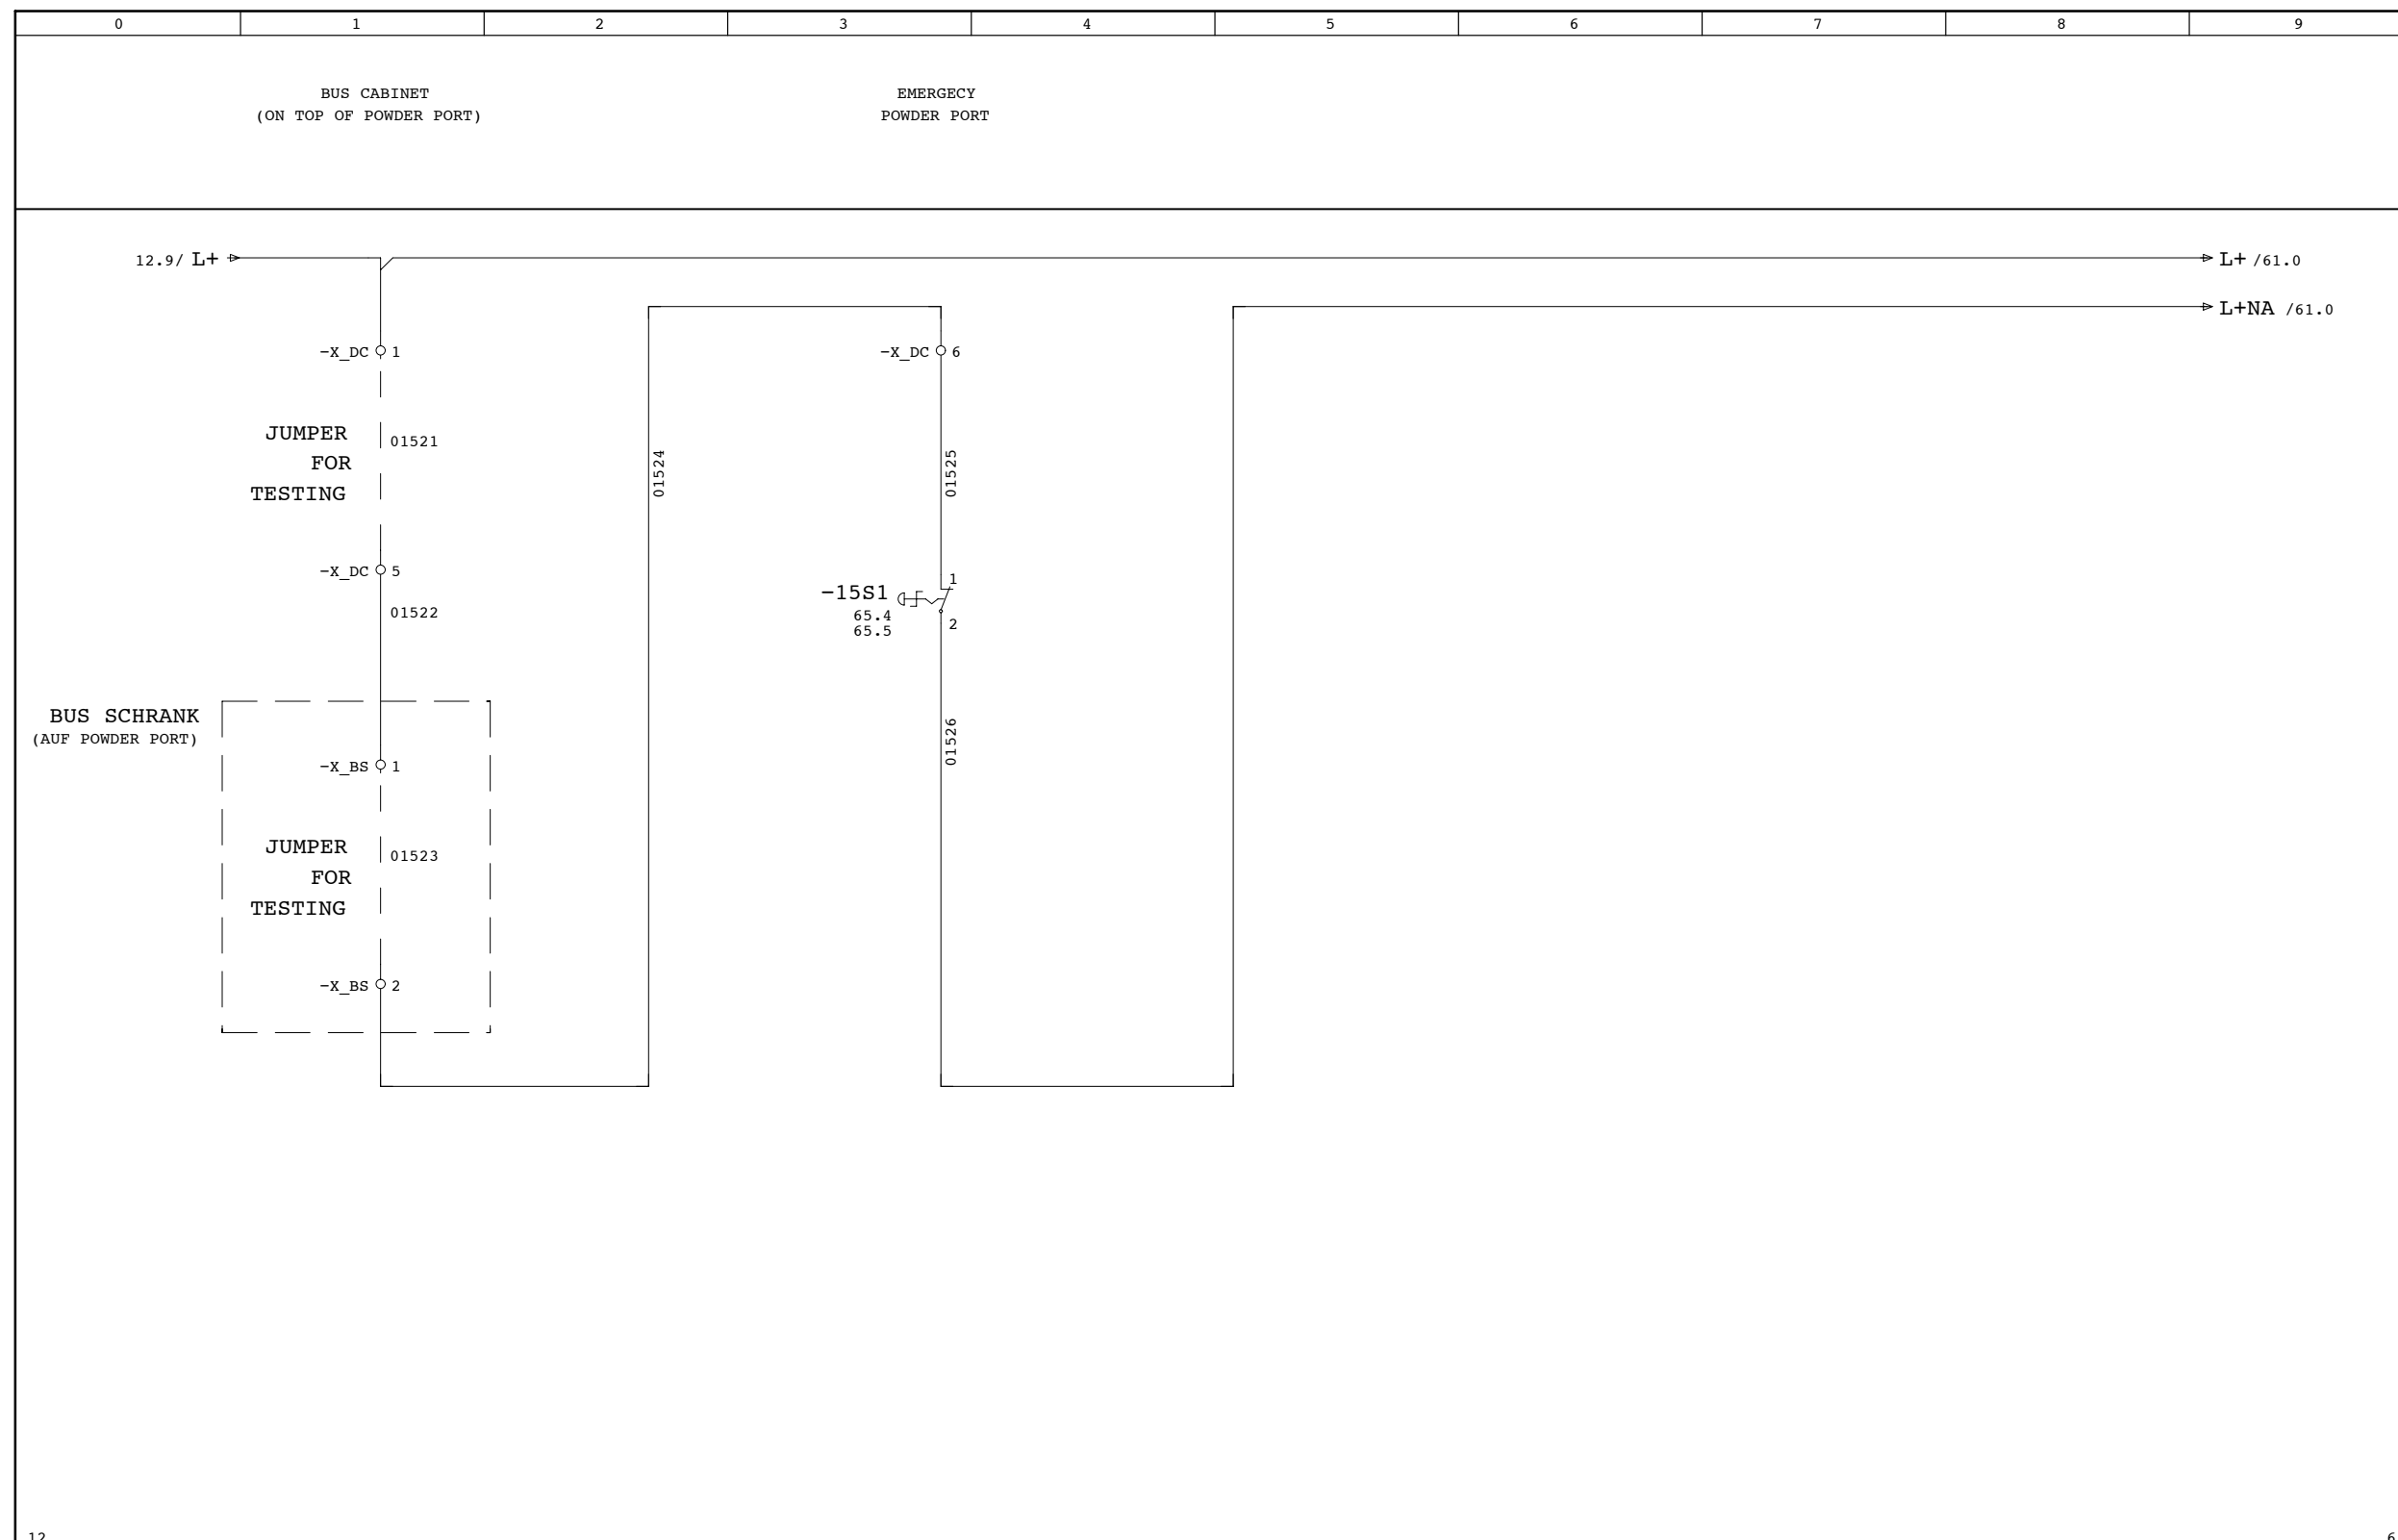 0 1 2 3 4 5 6 7 8 9
BUS CABINET
(ON TOP OF POWDER PORT)
EMERGECY
POWDER PORT
12.9/ L+
L+ /61.0
L+NA /61.0
-X_DC 1
-X_DC 6
JUMPER
FOR
TESTING
01521
01524
01525
-X_DC 5
01522
-15S1
65.4
65.5
1
2
BUS SCHRANK
(AUF POWDER PORT)
01526
-X_BS 1
JUMPER
FOR
TESTING
01523
-X_BS 2
12